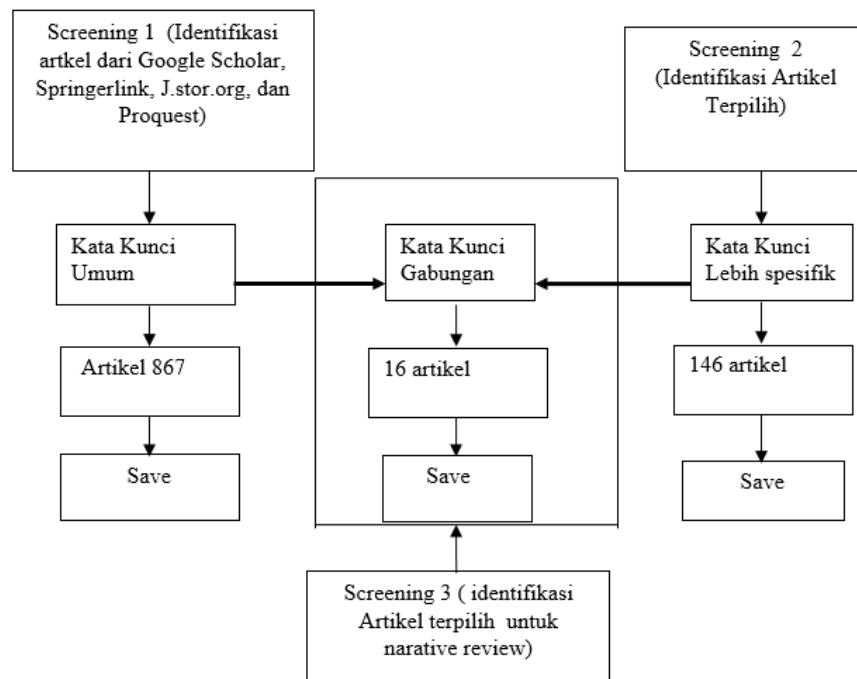 Screening 1 (Identifikasi
artkel dari Google Scholar,
Springerlink, J.stor.org, dan
Proquest)
Screening 2
(Identifikasi Artikel
Terpilih)
Kata Kunci
Umum
Kata Kunci
Gabungan
Kata Kunci
Lebih spesifik
Artikel 867
16 artikel
146 artikel
Save
Save
Save
Screening 3 ( identifikasi
Artikel terpilih untuk
narative review)